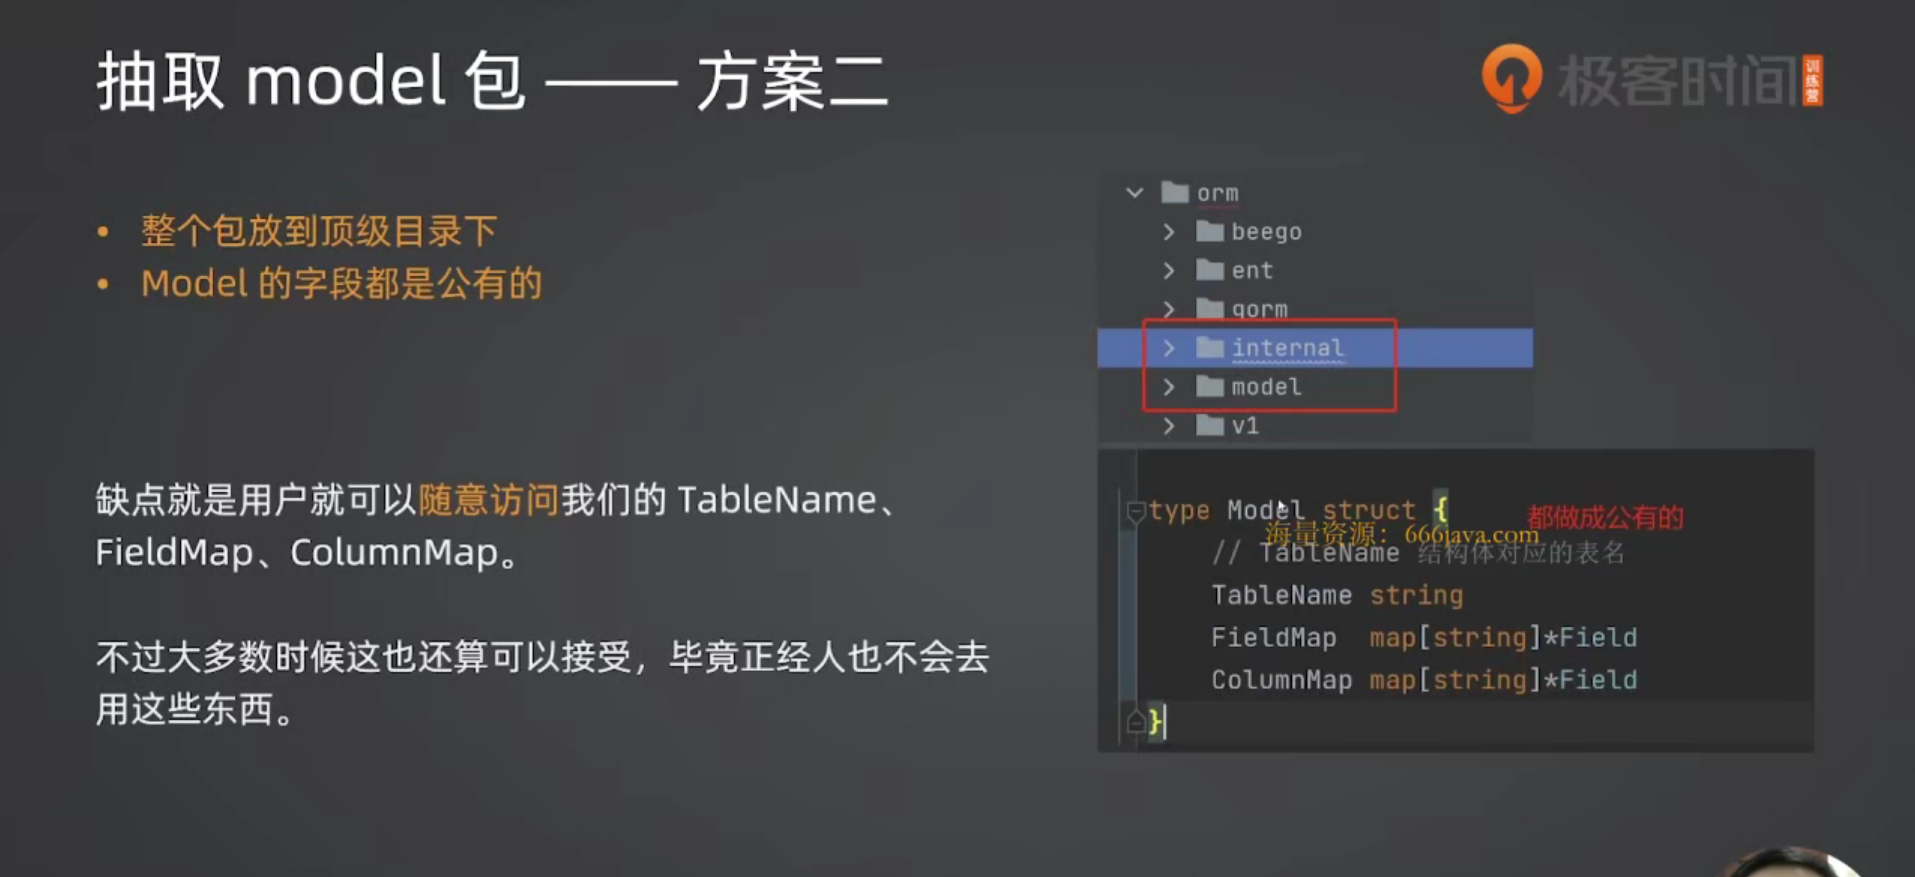 抽取 model 包 —— 方案二
极客时间
训练营
• 整个包放到顶级目录下
• Model 的字段都是公有的
缺点就是用户就可以随意访问我们的 TableName、
FieldMap、ColumnMap。
不过大多数时候这也还算可以接受，毕竟正经人也不会去
用这些东西。
orm
beego
ent
gorm
internal
model
v1
type Model struct {
都做成公有的
海量资源：666java.com
// TableName 结构体对应的表名
TableName string
FieldMap map[string]*Field
ColumnMap map[string]*Field
}